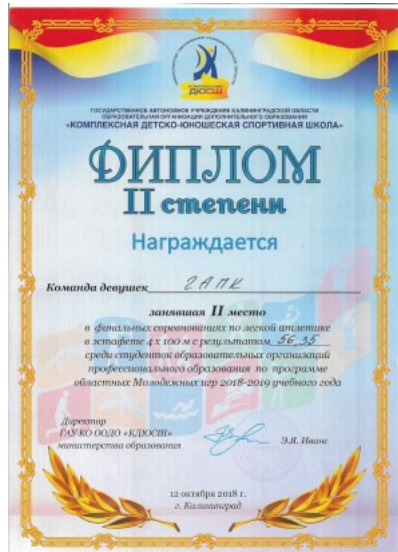 ДЮСШ
ГОСУДАРСТВЕННОЕ АВТОНОМНОЕ УЧРЕЖДЕНИЕ КАЛИНИНГРАДСКОЙ ОБЛАСТИ
ОБРАЗОВАТЕЛЬНАЯ ОРГАНИЗАЦИЯ ДОПОЛНИТЕЛЬНОГО ОБРАЗОВАНИЯ
«КОМПЛЕКСНАЯ ДЕТСКО-ЮНОШЕСКАЯ СПОРТИВНАЯ ШКОЛА»
ДИПЛОМ
II степени
Награждается
Команда девушек ГАПК
занявшая II место
в финальных соревнованиях по легкой атлетике
в эстафете 4 х 100 м с результатом 56,35
среди студенток образовательных организаций
профессионального образования по программе
областных Молодежных игр 2018-2019 учебного года
Директор
ГАУ КО ООДО «КДЮСШ»
министерства образования Э.Я. Иванс
12 октября 2018 г.
г. Калининград